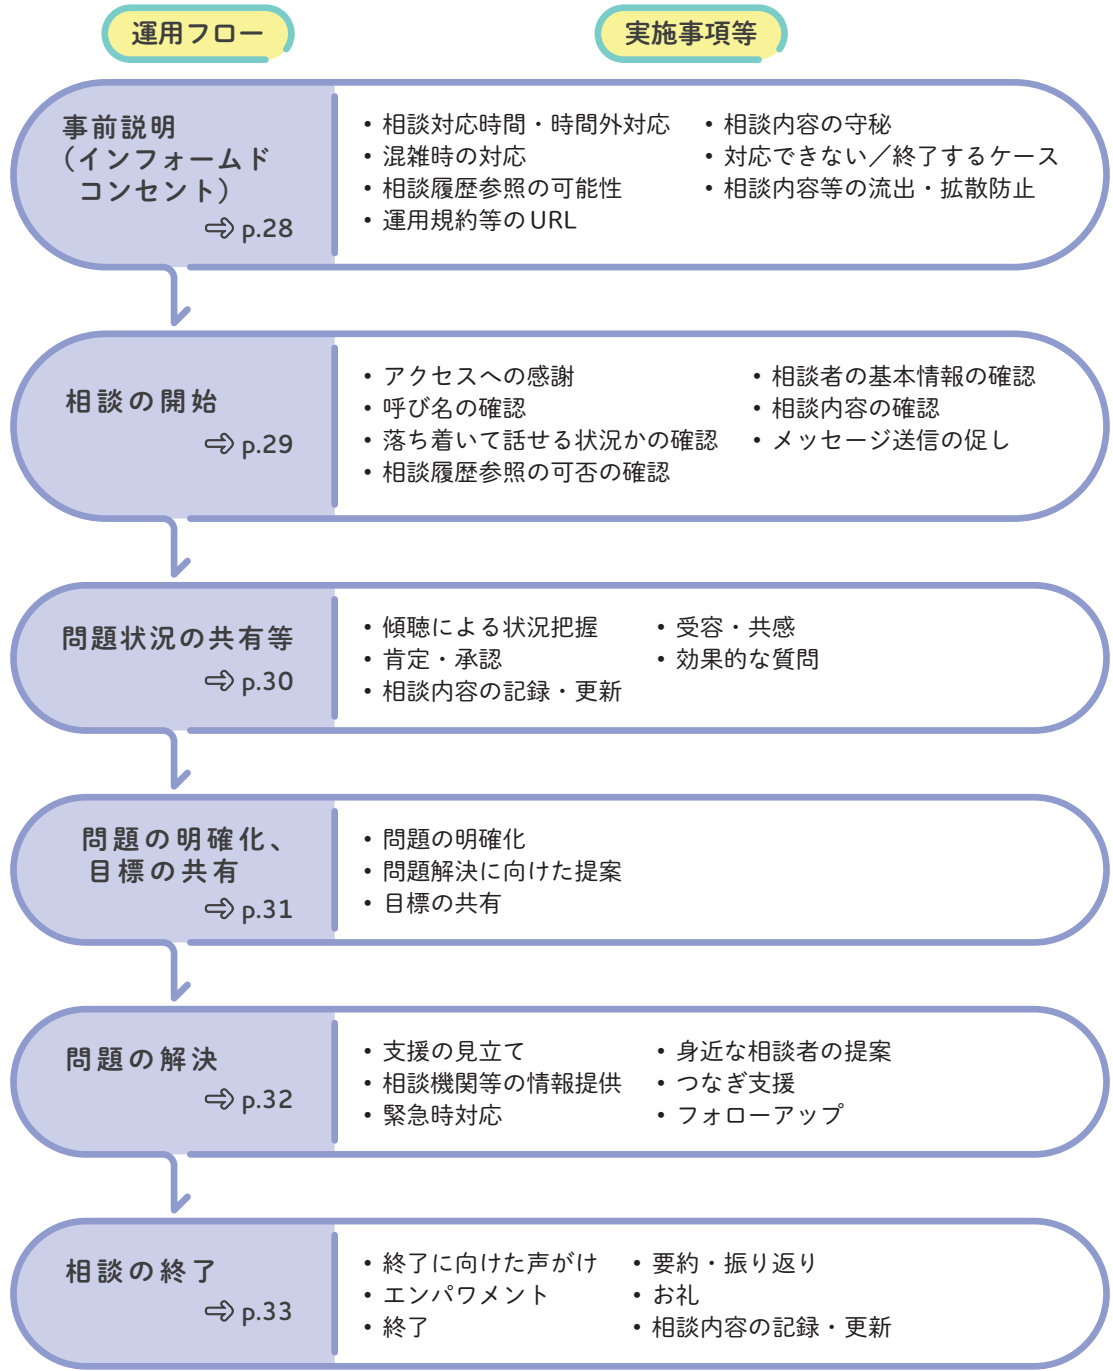 運用フロー
実施事項等
事前説明
（インフォームド
コンセント）
⇨ p.28
• 相談対応時間・時間外対応
• 混雑時の対応
• 相談履歴参照の可能性
• 運用規約等のURL
• 相談内容の守秘
• 対応できない／終了するケース
• 相談内容等の流出・拡散防止
相談の開始
⇨ p.29
• アクセスへの感謝
• 呼び名の確認
• 落ち着いて話せる状況かの確認
• 相談履歴参照の可否の確認
• 相談者の基本情報の確認
• 相談内容の確認
• メッセージ送信の促し
問題状況の共有等
⇨ p.30
• 傾聴による状況把握
• 肯定・承認
• 相談内容の記録・更新
• 受容・共感
• 効果的な質問
問題の明確化、
目標の共有
⇨ p.31
• 問題の明確化
• 問題解決に向けた提案
• 目標の共有
問題の解決
⇨ p.32
• 支援の見立て
• 相談機関等の情報提供
• 緊急時対応
• 身近な相談者の提案
• つなぎ支援
• フォローアップ
相談の終了
⇨ p.33
• 終了に向けた声がけ
• エンパワメント
• 終了
• 要約・振り返り
• お礼
• 相談内容の記録・更新